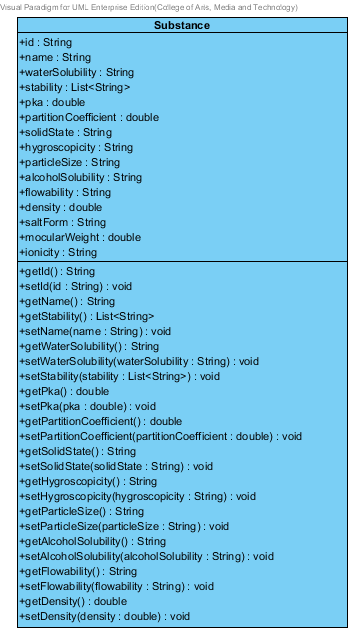 Visual Paradigm for UML Enterprise Edition(College of Arts, Media and Technology)
Substance
+id : String
+name : String
+waterSolubility : String
+stability : List<String>
+pka : double
+partitionCoefficient : double
+solidState : String
+hygroscopicity : String
+particleSize : String
+alcoholSolubility : String
+flowability : String
+density : double
+saltForm : String
+mocularWeight : double
+ionicity : String
+getId() : String
+setId(id : String) : void
+getName() : String
+getStability() : List<String>
+setName(name : String) : void
+getWaterSolubility() : String
+setWaterSolubility(waterSolubility : String) : void
+setStability(stability : List<String>) : void
+getPka() : double
+setPka(pka : double) : void
+getPartitionCoefficient() : double
+setPartitionCoefficient(partitionCoefficient : double) : void
+getSolidState() : String
+setSolidState(solidState : String) : void
+getHygroscopicity() : String
+setHygroscopicity(hygroscopicity : String) : void
+getParticleSize() : String
+setParticleSize(particleSize : String) : void
+getAlcoholSolubility() : String
+setAlcoholSolubility(alcoholSolubility : String) : void
+getFlowability() : String
+setFlowability(flowability : String) : void
+getDensity() : double
+setDensity(density : double) : void